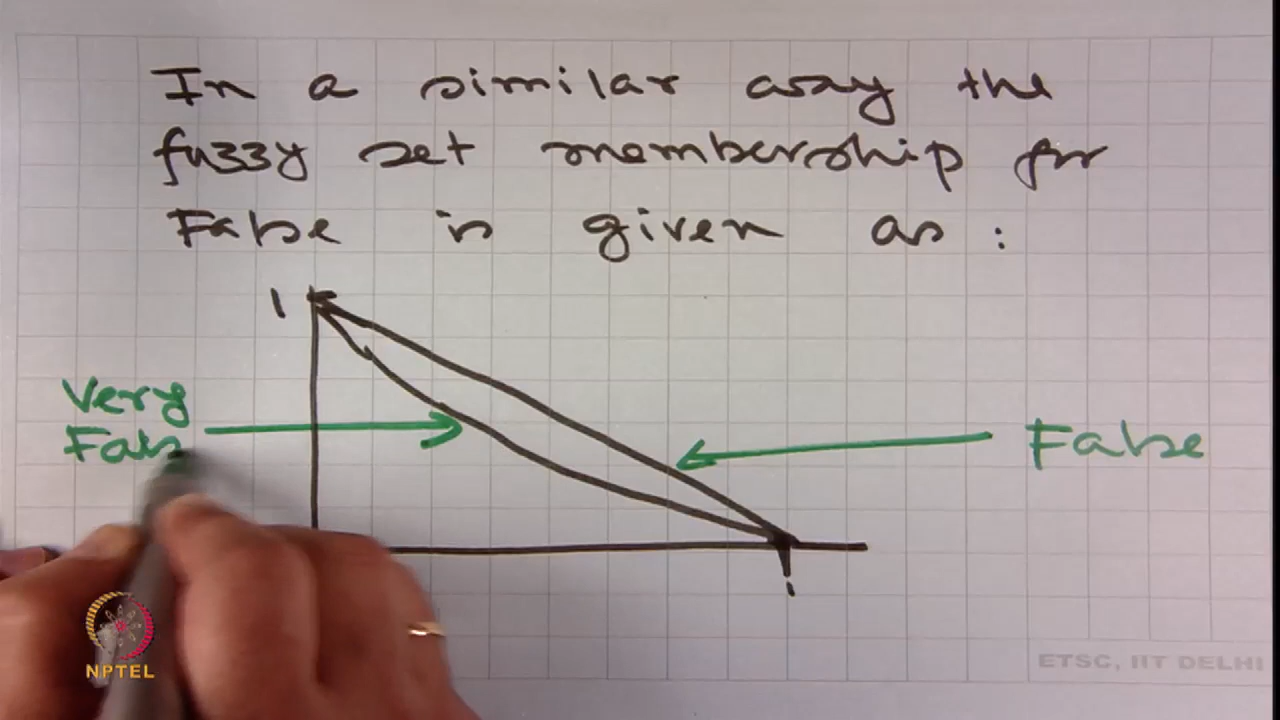 In a similar way the
fuzzy set membership for
False is given as :
1
Very
Fals
False
1
NPTEL
ETSC, IIT DELHI